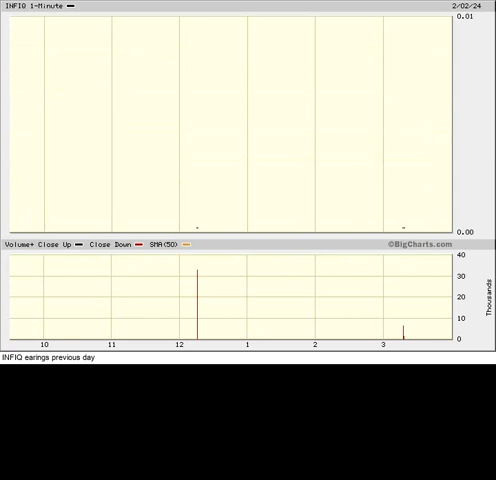 INFIQ 1-Minute 2/02/24
0.01
0.00
Volume+ Close Up Close Down SMA(50) ©BigCharts.com
40
30
20
10
0
Thousands
10 11 12 1 2 3
INFIQ earings previous day